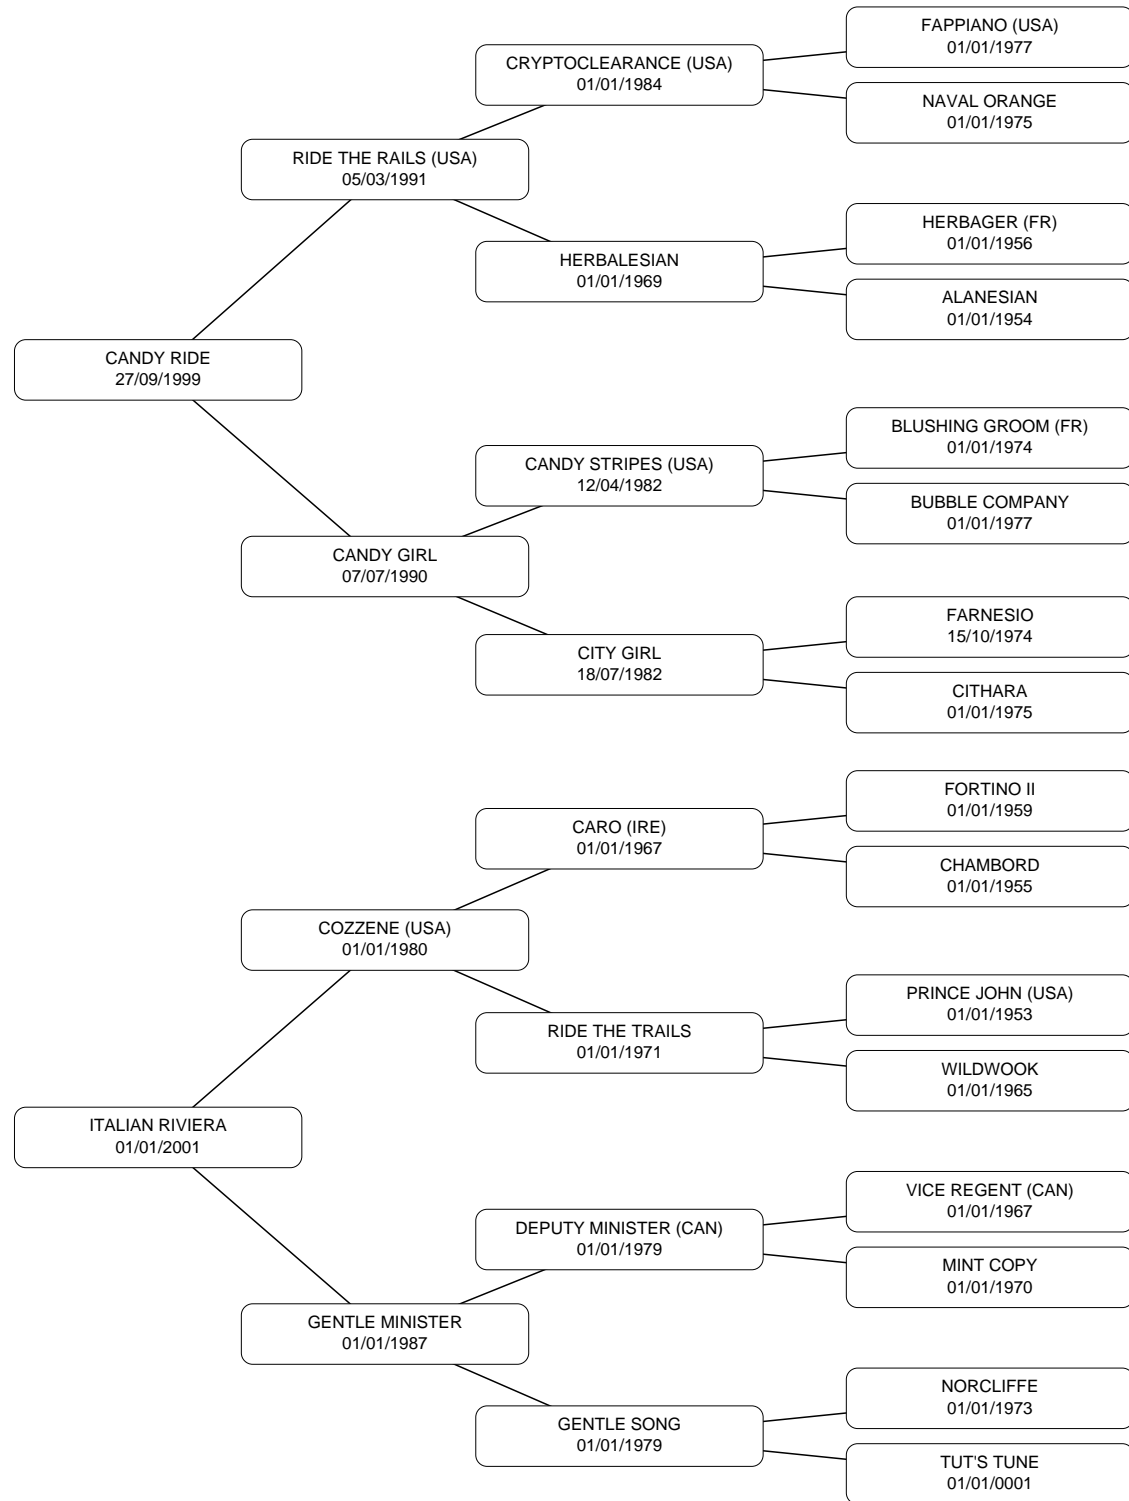 FAPPIANO (USA)
01/01/1977
CRYPTOCLEARANCE (USA)
01/01/1984
NAVAL ORANGE
01/01/1975
RIDE THE RAILS (USA)
05/03/1991
HERBAGER (FR)
01/01/1956
HERBALESIAN
01/01/1969
ALANESIAN
01/01/1954
CANDY RIDE
27/09/1999
BLUSHING GROOM (FR)
01/01/1974
CANDY STRIPES (USA)
12/04/1982
BUBBLE COMPANY
01/01/1977
CANDY GIRL
07/07/1990
FARNESIO
15/10/1974
CITY GIRL
18/07/1982
CITHARA
01/01/1975
FORTINO II
01/01/1959
CARO (IRE)
01/01/1967
CHAMBORD
01/01/1955
COZZENE (USA)
01/01/1980
PRINCE JOHN (USA)
01/01/1953
RIDE THE TRAILS
01/01/1971
WILDWOOK
01/01/1965
ITALIAN RIVIERA
01/01/2001
VICE REGENT (CAN)
01/01/1967
DEPUTY MINISTER (CAN)
01/01/1979
MINT COPY
01/01/1970
GENTLE MINISTER
01/01/1987
NORCLIFFE
01/01/1973
GENTLE SONG
01/01/1979
TUT'S TUNE
01/01/0001